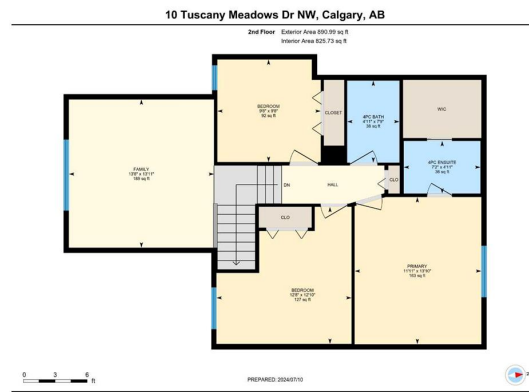 10 Tuscany Meadows Dr NW, Calgary, AB
2nd Floor Exterior Area 890.99 sq ft
Interior Area 825.73 sq ft
BEDROOM
9'8" x 9'8"
92 sq ft
CLOSET
4PC BATH
4'11" x 7'9"
38 sq ft
WIC
FAMILY
13'8" x 13'11"
189 sq ft
4PC ENSUITE
7'2" x 4'11"
36 sq ft
DN
HALL
CLO
CLO
PRIMARY
11'11" x 13'10"
163 sq ft
BEDROOM
12'8" x 12'10"
137 sq ft
0 3 6
ft
PREPARED: 2024/07/10